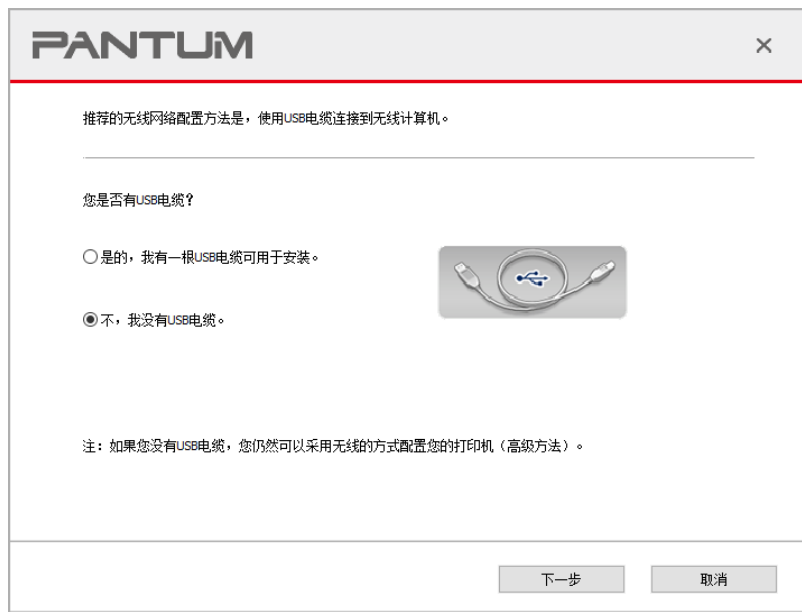 PANTUM
推荐的无线网络配置方法是，使用USB电缆连接到无线计算机。
您是否有USB电缆？
是的，我有一根USB电缆可用于安装。
不，我没有USB电缆。
注：如果您没有USB电缆，您仍然可以采用无线的方式配置您的打印机（高级方法）。
下一步 取消